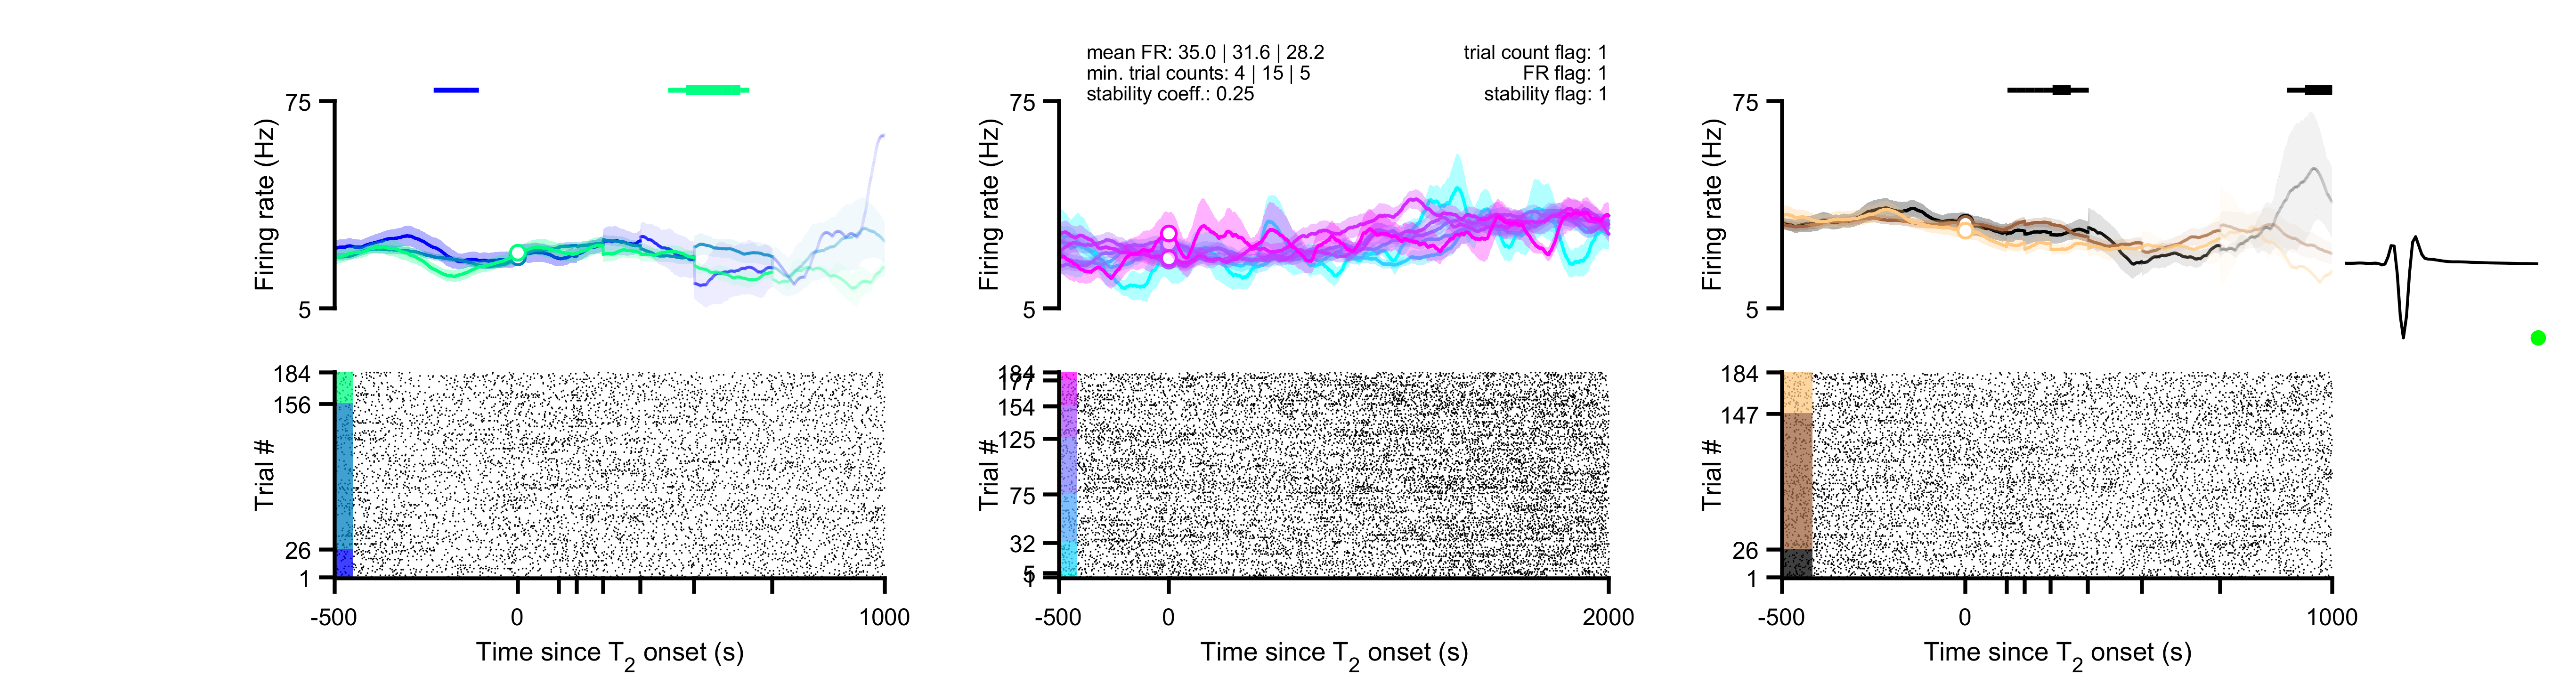 mean FR: 35.0 | 31.6 | 28.2
min. trial counts: 4 | 15 | 5
stability coeff.: 0.25
trial count flag: 1
FR flag: 1
stability flag: 1
75
5
Firing rate (Hz)
184
156
26
1
Trial #
-500
0
1000
Time since T2 onset (s)
75
5
Firing rate (Hz)
184
177
154
125
75
32
5
Trial #
-500
0
2000
Time since T2 onset (s)
75
5
Firing rate (Hz)
184
147
26
1
Trial #
-500
0
1000
Time since T2 onset (s)